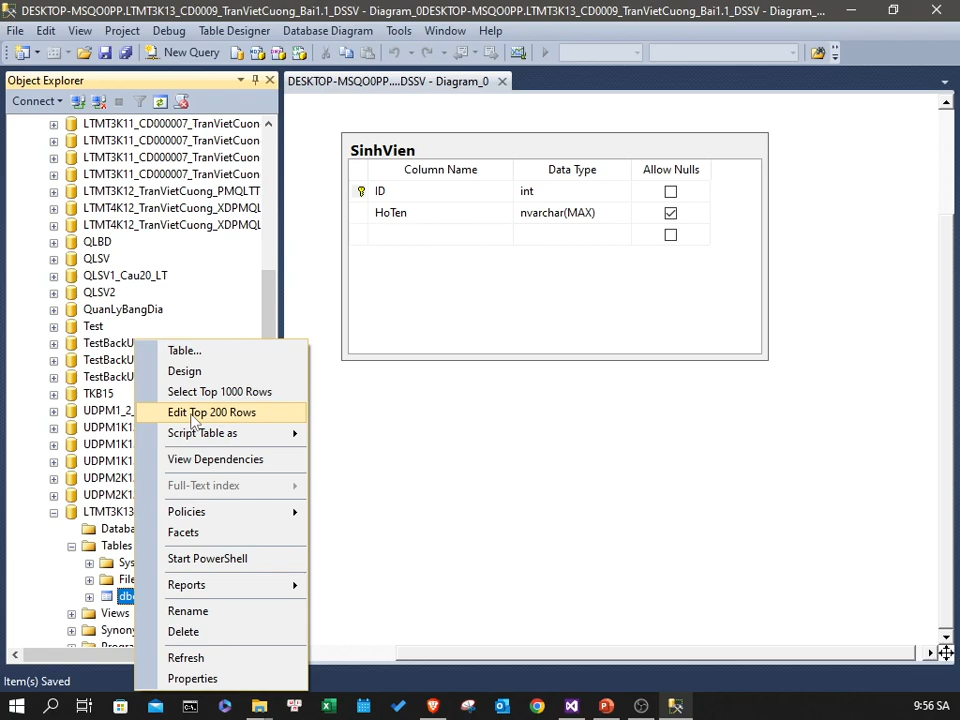 DESKTOP-MSQO0PP.LTMT3K13_CD0009_TranVietCuong_Bai1.1_DSSV - Diagram_0DESKTOP-MSQO0PP.LTMT3K13_CD0009_TranVietCuong_Bai1.1_DSSV - Diagram_...
File Edit View Project Debug Table Designer Database Diagram Tools Window Help
New Query
Object Explorer
DESKTOP-MSQO0PP....DSSV - Diagram_0
Connect
LTMT3K11_CD000007_TranVietCuon
LTMT3K11_CD000007_TranVietCuon
LTMT3K11_CD000007_TranVietCuon
LTMT3K11_CD000007_TranVietCuon
LTMT3K12_TranVietCuong_PMQLTT
LTMT4K12_TranVietCuong_XDPMQL
LTMT4K12_TranVietCuong_XDPMQL
QLBD
QLSV
QLSV1_Cau20_LT
QLSV2
QuanLyBangDia
Test
TestBackU
TestBackU
TestBackU
TKB15
UDPM1_2_
UDPM1K1
UDPM1K1
UDPM1K1
UDPM2K1
UDPM2K1
LTMT3K13
Databa
Tables
Sys
File
dbo
Views
Synony
SinhVien
Column Name Data Type Allow Nulls
ID int
HoTen nvarchar(MAX)
Table...
Design
Select Top 1000 Rows
Edit Top 200 Rows
Script Table as
View Dependencies
Full-Text index
Policies
Facets
Start PowerShell
Reports
Rename
Delete
Refresh
Properties
Item(s) Saved
9:56 SA